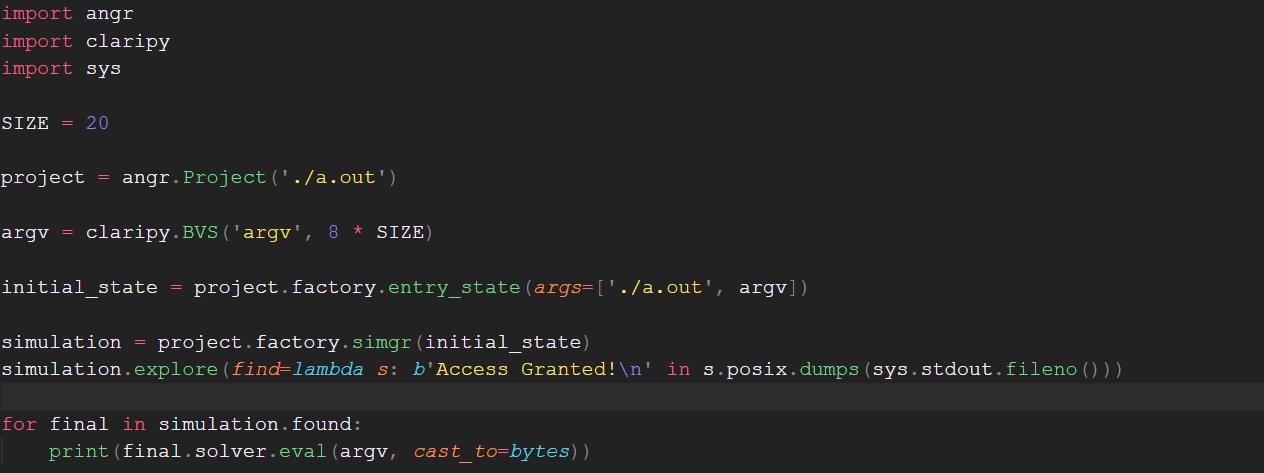 import angr
import claripy
import sys
SIZE = 20
project = angr.Project('./a.out')
argv = claripy.BVS('argv', 8 * SIZE)
initial_state = project.factory.entry_state(args=['./a.out', argv])
simulation = project.factory.simgr(initial_state)
simulation.explore(find=lambda s: b'Access Granted!\n' in s.posix.dumps(sys.stdout.fileno()))
for final in simulation.found:
    print(final.solver.eval(argv, cast_to=bytes))